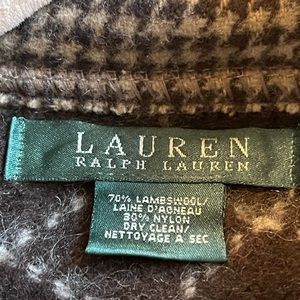 LAUREN
RALPH LAUREN
70% LAMBSWOOL/
LAINE D'AGNEAU
30% NYLON
DRY CLEAN/
NETTOYAGE A SEC